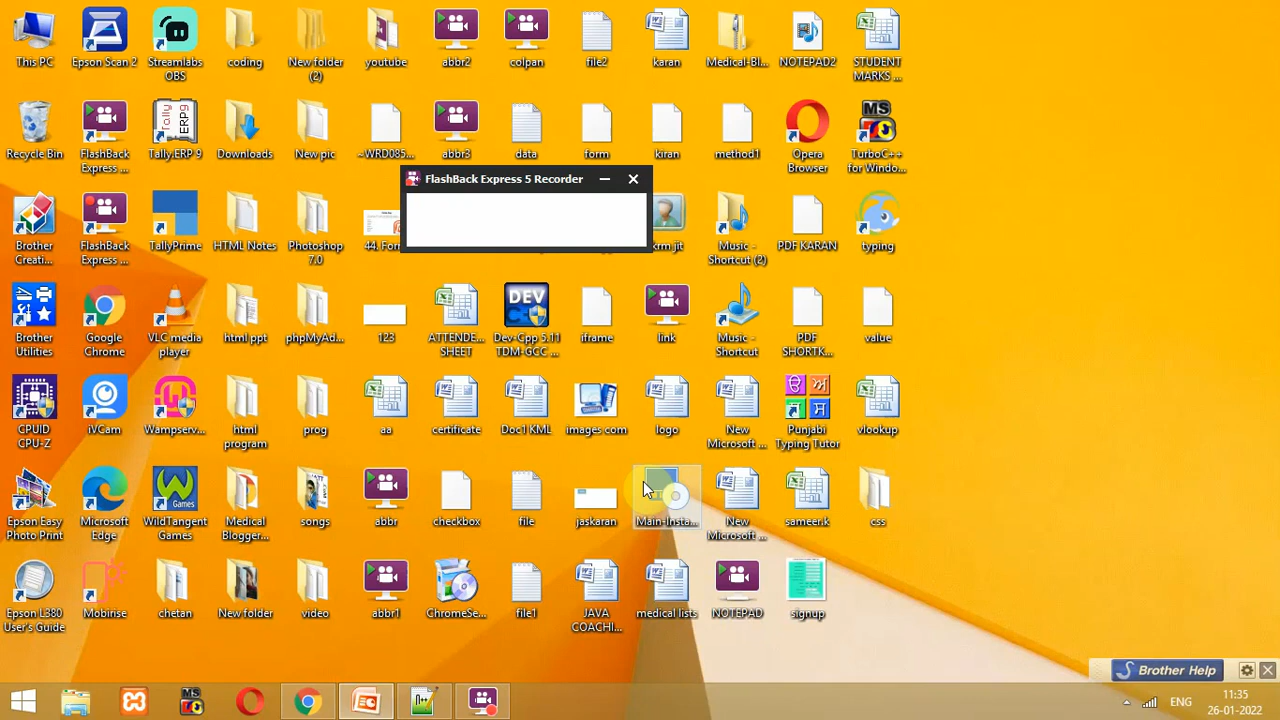 This PC
Epson Scan 2
Streamlabs
OBS
coding
New folder
(2)
youtube
abbr2
colpan
file2
karan
Medical-Bl...
NOTEPAD2
STUDENT
MARKS ...
Recycle Bin
FlashBack
Express ...
Tally.ERP 9
Downloads
New pic
~WRD085...
abbr3
data
form
kiran
method1
Opera
Browser
TurboC++
for Windo...
FlashBack Express 5 Recorder
Brother
Creati...
FlashBack
Express ...
TallyPrime
HTML Notes
Photoshop
7.0
44. Forn
krm.jit
Music -
Shortcut (2)
PDF KARAN
typing
Brother
Utilities
Google
Chrome
VLC media
player
html ppt
phpMyAd...
123
ATTENDE...
SHEET
Dev-Cpp 5.11
TDM-GCC ...
iframe
link
Music -
Shortcut
PDF
SHORTK...
value
CPUID
CPU-Z
iVCam
Wampserv...
html
program
prog
aa
certificate
Doc1 KML
images com
logo
New
Microsoft ...
Punjabi
Typing Tutor
vlookup
Epson Easy
Photo Print
Microsoft
Edge
WildTangent
Games
Medical
Blogger...
songs
abbr
checkbox
file
jaskaran
Main-Insta...
New
Microsoft ...
sameer.k
css
Epson L380
User's Guide
Mobirise
chetan
New folder
video
abbr1
ChromeSe...
file1
JAVA
COACHI...
medical lists
NOTEPAD
signup
Brother Help
ENG
11:35
26-01-2022